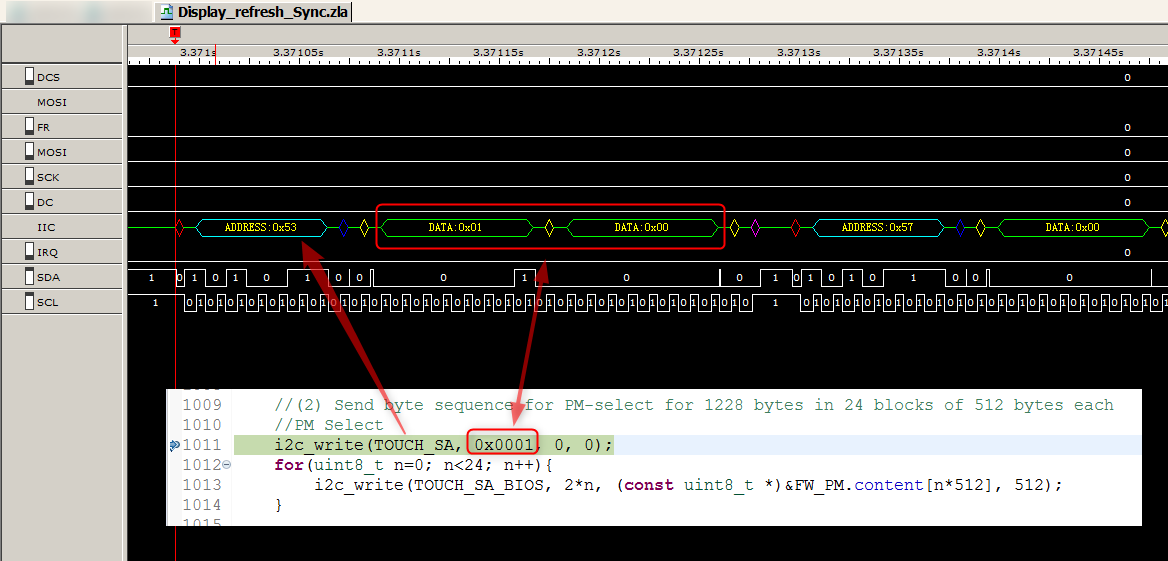 Display_refresh_Sync.zla
T
3.371s 3.37105s 3.3711s 3.37115s 3.3712s 3.37125s 3.3713s 3.37135s 3.3714s 3.37145s
DCS 0
MOSI
FR 0
MOSI 0
SCK 0
DC 0
IIC ADDRESS:0x53 DATA:0x01 DATA:0x00 ADDRESS:0x57 DATA:0x00
IRQ 0
SDA 1 0 1 0 1 0 1 0 0 0 1 0 0 1 0 1 0 1 0 1 0 0 0
SCL 1 0 1 0 1 0 1 0 1 0 1 0 1 0 1 0 1 0 1 0 1 0 1 0 1 0 1 0 1 0 1 0 1 0 1 0 1 0 1 0 1 0 1 0 1 0 1 0 1 0 1 0 1 0 1 0 1 0 1 0 1 0 1 0 1 0 1 0 1 0 1 0 1 0 1 0 1 0 1 0 1 0 1 0 1 0 1 0 1
1009 //(2) Send byte sequence for PM-select for 1228 bytes in 24 blocks of 512 bytes each
1010 //PM Select
1011 i2c_write(TOUCH_SA, 0x0001, 0, 0);
1012 for(uint8_t n=0; n<24; n++){
1013 i2c_write(TOUCH_SA_BIOS, 2*n, (const uint8_t *)&FW_PM.content[n*512], 512);
1014 }
1015